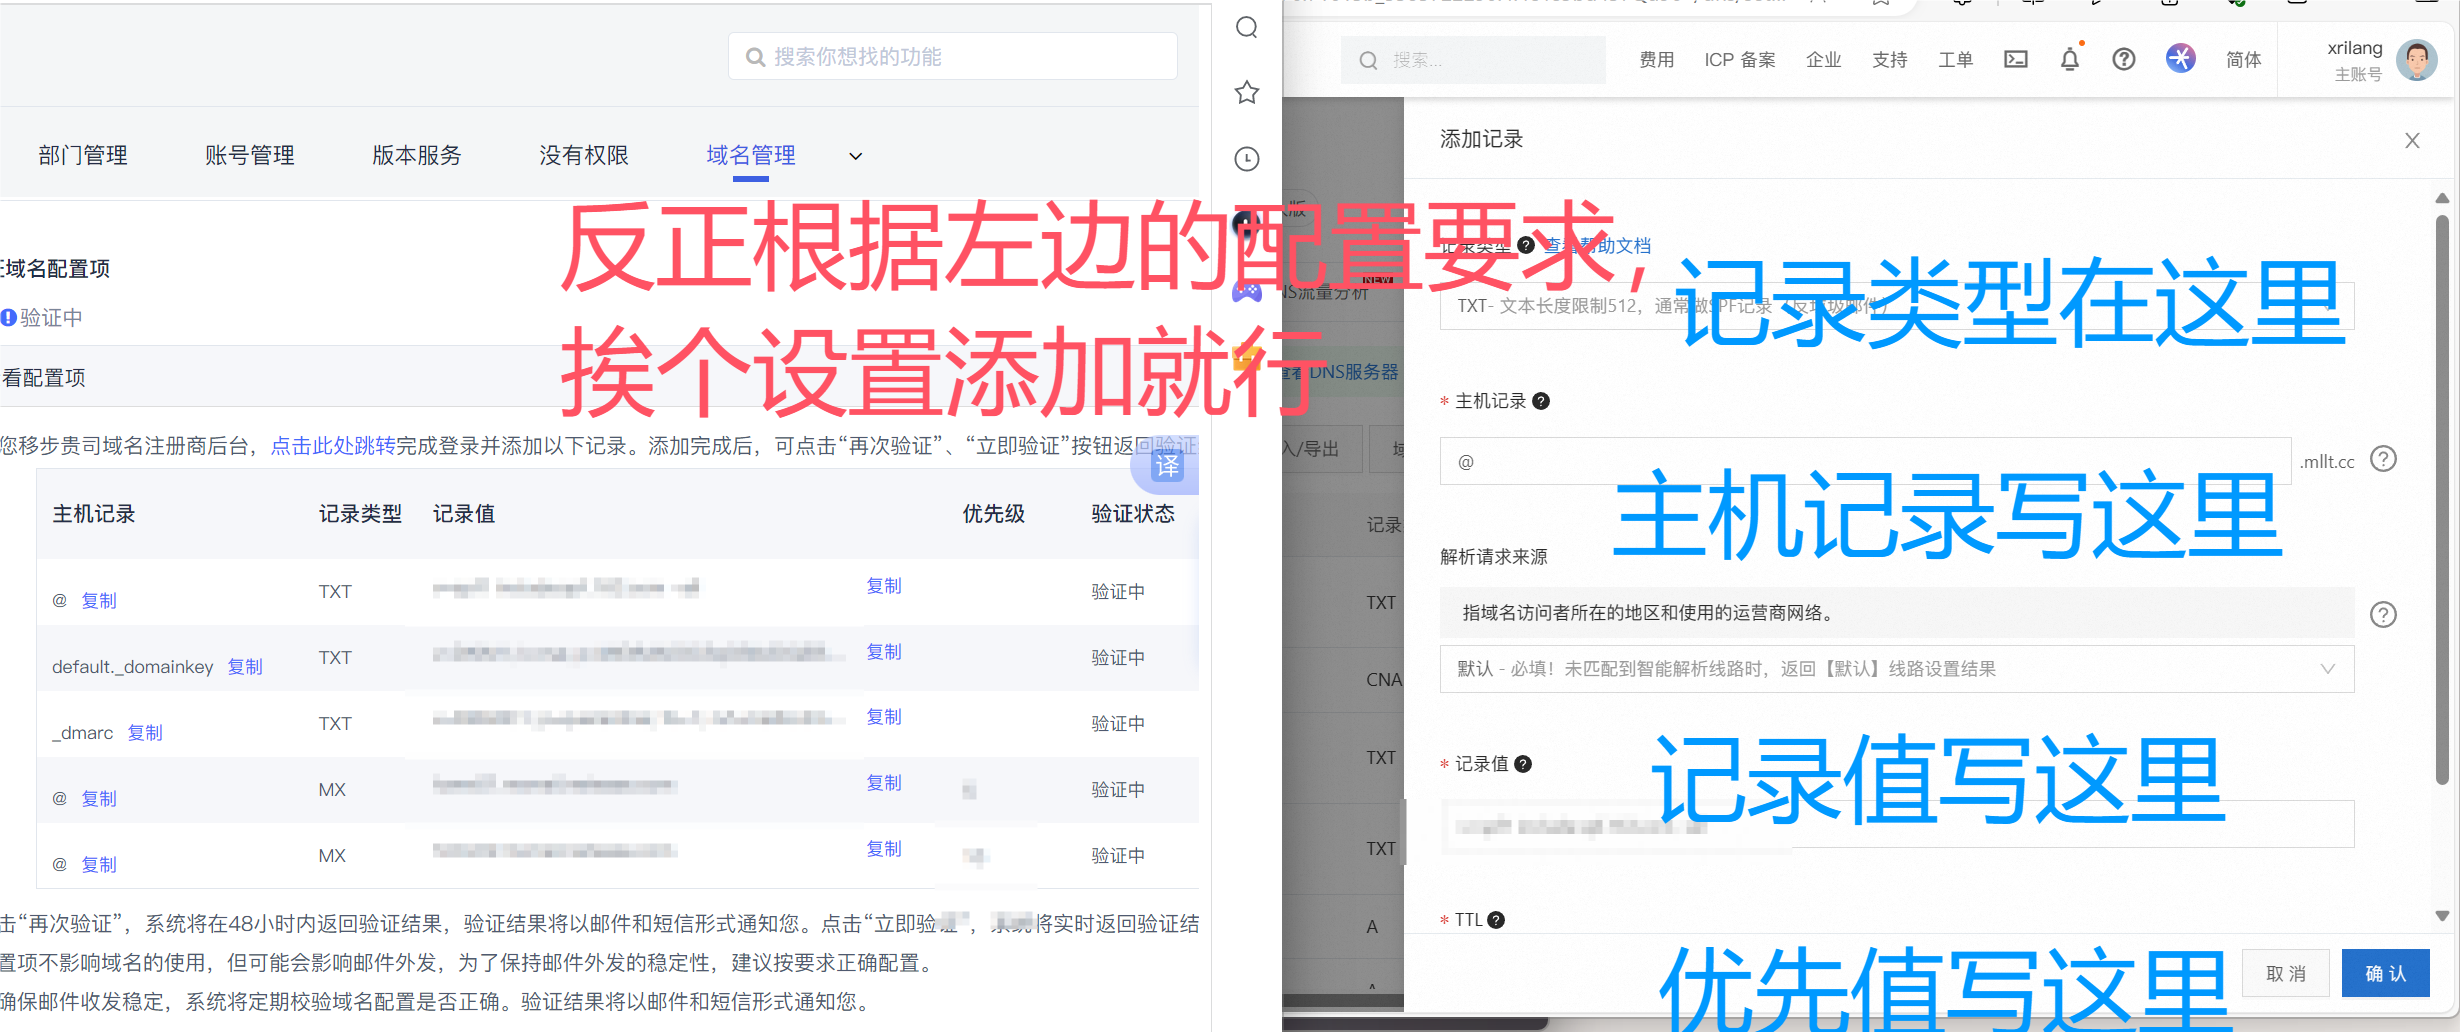 搜索你想找的功能
部门管理
账号管理
版本服务
没有权限
域名管理
域名配置项
验证中
看配置项
您移步贵司域名注册商后台，点击此处跳转完成登录并添加以下记录。添加完成后，可点击“再次验证”、“立即验证”按钮返回验证
译
主机记录 记录类型 记录值 优先级 验证状态
@ 复制 TXT 复制 验证中
default._domainkey 复制 TXT 复制 验证中
_dmarc 复制 TXT 复制 验证中
@ 复制 MX 复制 验证中
@ 复制 MX 复制 验证中
击“再次验证”，系统将在48小时内返回验证结果，验证结果将以邮件和短信形式通知您。点击“立即验证”，系统将实时返回验证结
置项不影响域名的使用，但可能会影响邮件外发，为了保持邮件外发的稳定性，建议按要求正确配置。
确保邮件收发稳定，系统将定期校验域名配置是否正确。验证结果将以邮件和短信形式通知您。
反正根据左边的配置要求，
挨个设置添加就行
搜索...
费用
ICP 备案
企业
支持
工单
简体
xrilang
主账号
版
NEW
NS流量分析
查看DNS服务器
入/导出
域
记录
TXT
CNA
TXT
TXT
A
添加记录
记录类型 查看帮助文档
TXT- 文本长度限制512，通常做SPF记录（反垃圾邮件）
记录类型在这里
* 主机记录
@ .mllt.cc
主机记录写这里
解析请求来源
指域名访问者所在的地区和使用的运营商网络。
默认 - 必填！未匹配到智能解析线路时，返回【默认】线路设置结果
* 记录值
记录值写这里
* TTL
优先值写这里
取消
确认